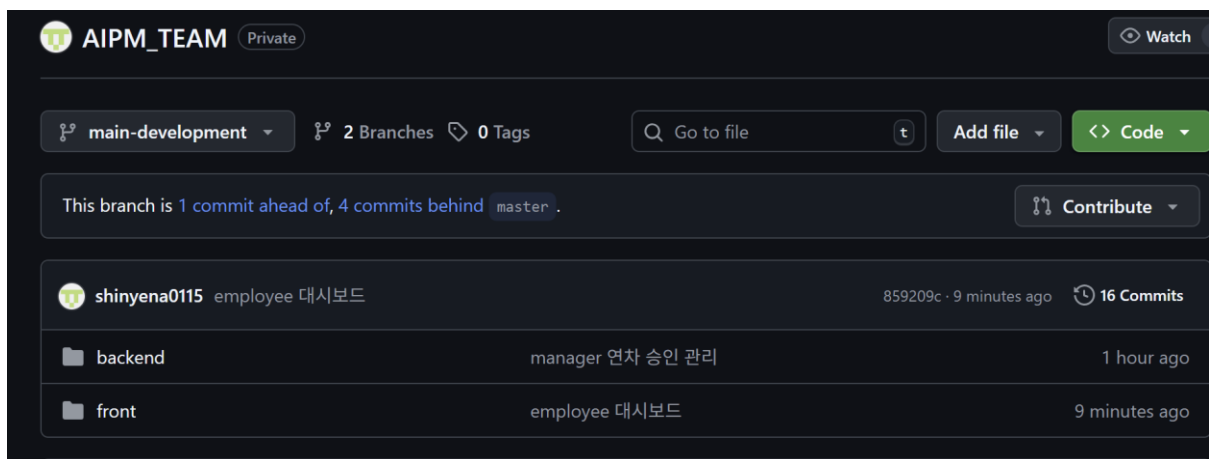 AIPM_TEAM Private Watch
main-development 2 Branches 0 Tags Go to file t Add file Code
This branch is 1 commit ahead of, 4 commits behind master .
Contribute
shinyena0115 employee 대시보드 859209c · 9 minutes ago 16 Commits
backend manager 연차 승인 관리 1 hour ago
front employee 대시보드 9 minutes ago